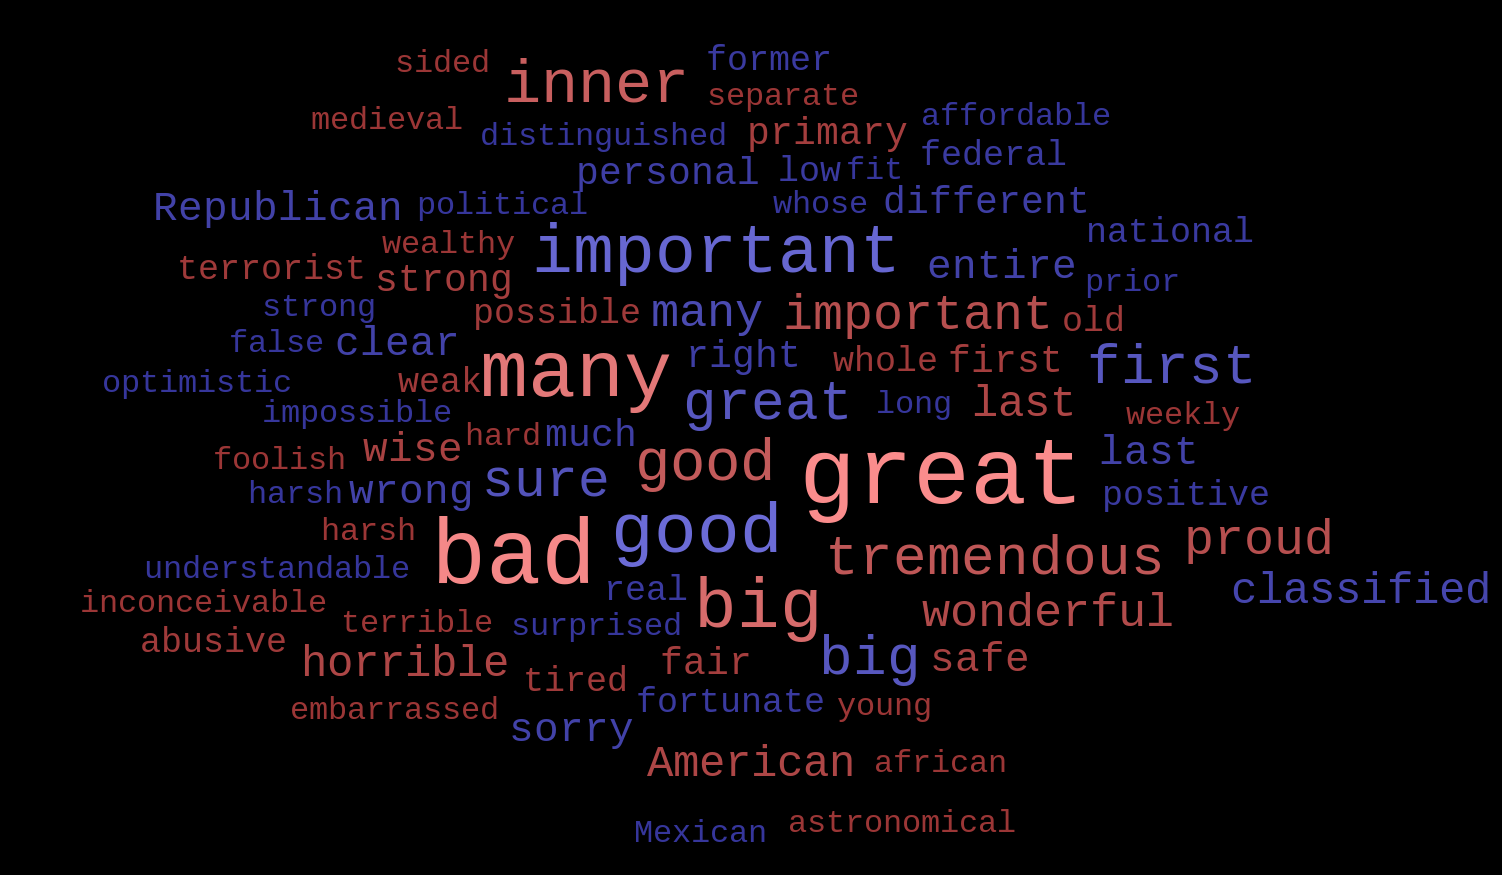 sided
inner
former
separate
medieval
distinguished
primary
affordable
personal
low
fit
federal
Republican
political
whose
different
wealthy
important
national
terrorist
strong
entire
prior
strong
possible
many
important
old
false
clear
many
right
whole
first
first
optimistic
weak
great
long
last
weekly
impossible
hard
much
foolish
wise
good
great
last
harsh
wrong
sure
positive
harsh
bad
good
tremendous
proud
understandable
real
big
classified
inconceivable
terrible
surprised
wonderful
abusive
horrible
tired
fair
big
safe
embarrassed
fortunate
young
sorry
American
african
Mexican
astronomical